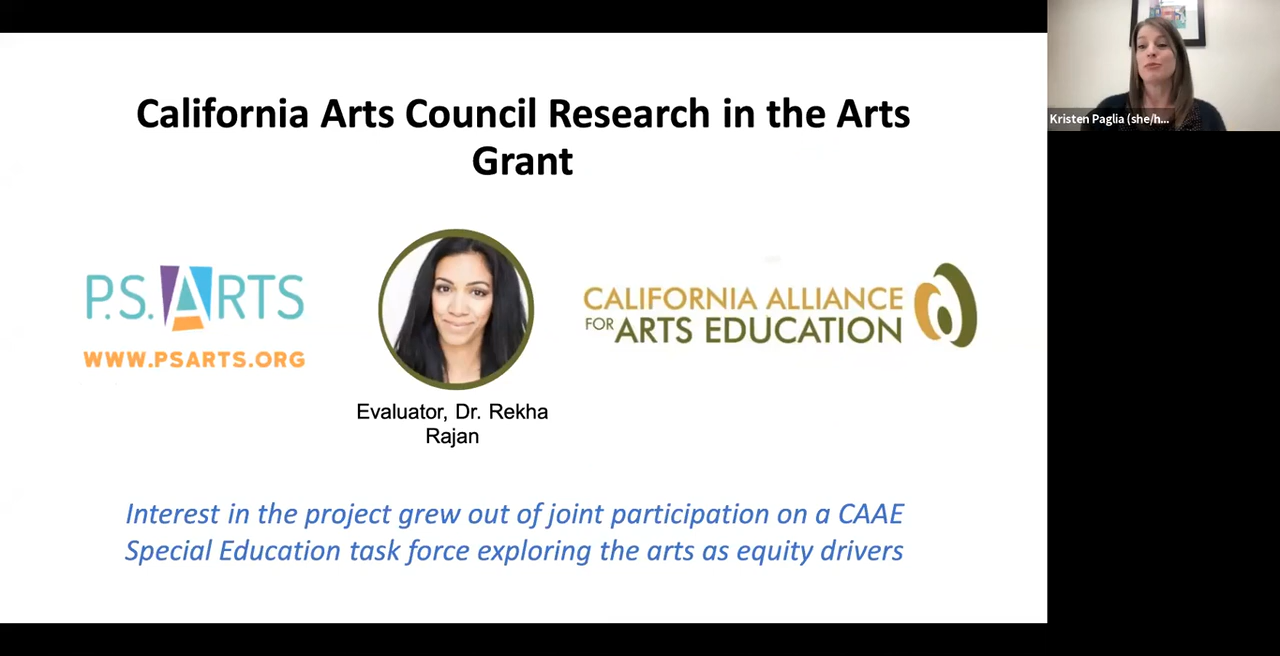 California Arts Council Research in the Arts
Grant
Kristen Paglia (she/h...
P.S. ARTS
WWW.PSARTS.ORG
CALIFORNIA ALLIANCE
FOR ARTS EDUCATION
Evaluator, Dr. Rekha
Rajan
Interest in the project grew out of joint participation on a CAAE
Special Education task force exploring the arts as equity drivers